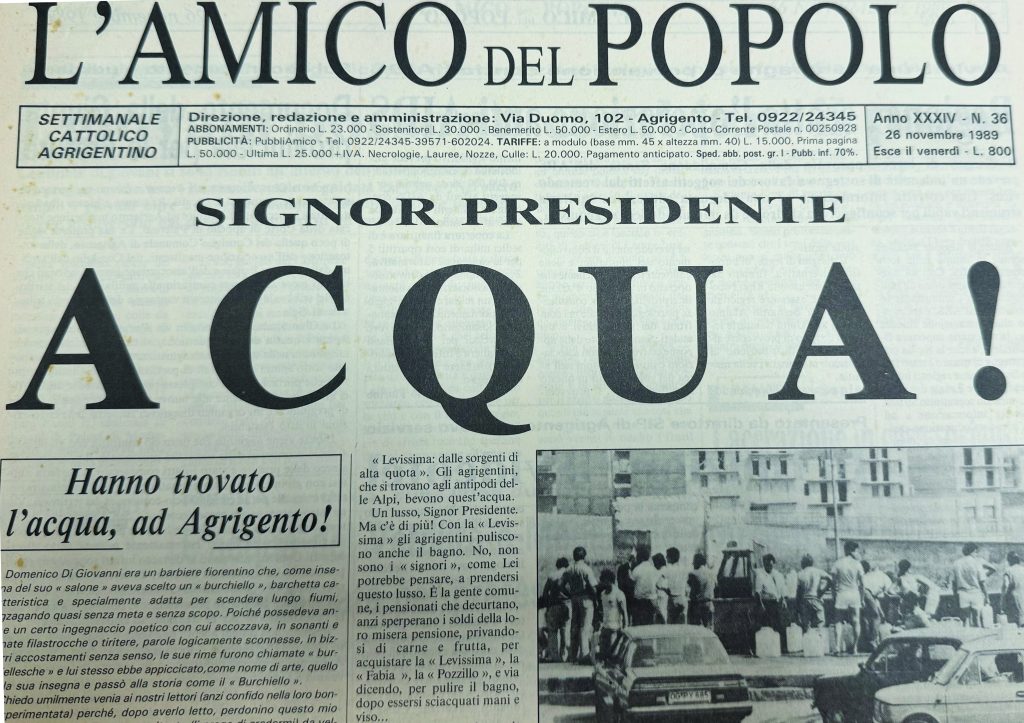 L'AMICO DEL POPOLO
SETTIMANALE
CATTOLICO
AGRIGENTINO
Direzione, redazione e amministrazione: Via Duomo, 102 - Agrigento - Tel. 0922/24345
ABBONAMENTI: Ordinario L. 23.000 - Sostenitore L. 30.000 - Benemerito L. 50.000 - Estero L. 50.000 - Conto Corrente Postale n. 00250928
PUBBLICITÀ: PubbliAmico - Tel. 0922/24345-39571-602024. TARIFFE: a modulo (base mm. 45 x altezza mm. 40) L. 15.000. Prima pagina
L. 50.000 - Ultima L. 25.000 + IVA. Necrologie, Lauree, Nozze, Culle: L. 20.000. Pagamento anticipato. Sped. abb. post. gr. I - Pubb. inf. 70%.
Anno XXXIV - N. 36
26 novembre 1989
Esce il venerdì - L. 800
SIGNOR PRESIDENTE
ACQUA!
Hanno trovato
l'acqua, ad Agrigento!
Domenico Di Giovanni era un barbiere fiorentino che, come inse-
na del suo « salone » aveva scelto un « burchiello », barchetta ca-
tteristica e specialmente adatta per scendere lungo fiumi,
gzagando quasi senza meta e senza scopo. Poiché possedeva an-
e un certo ingegnaccio poetico con cui accozzava, in sonanti e
mate filastrocche o tiritere, parole logicamente sconnesse, in biz-
rri accostamenti senza senso, le sue rime furono chiamate « bur-
ellesche » e lui stesso ebbe appiccicato,come nome di arte, quello
la sua insegna e passò alla storia come il « Burchiello ».
hiedo umilmente venia ai nostri lettori (anzi confido nella loro bon-
perimentata) perché, dopo averlo letto, perdonino questo mio
« Levissima: dalle sorgenti di
alta quota ». Gli agrigentini,
che si trovano agli antipodi del-
le Alpi, bevono quest'acqua.
Un lusso, Signor Presidente.
Ma c'è di più! Con la « Levis-
sima » gli agrigentini pulisco-
no anche il bagno. No, non
sono i « signori », come Lei
potrebbe pensare, a prendersi
questo lusso. È la gente comu-
ne, i pensionati che decurtano,
anzi sperperano i soldi della lo-
ro misera pensione, privando-
si di carne e frutta, per
acquistare la « Levissima », la
« Fabia », la « Pozzillo », e via
dicendo, per pulire il bagno,
dopo essersi sciacquati mani e
viso...